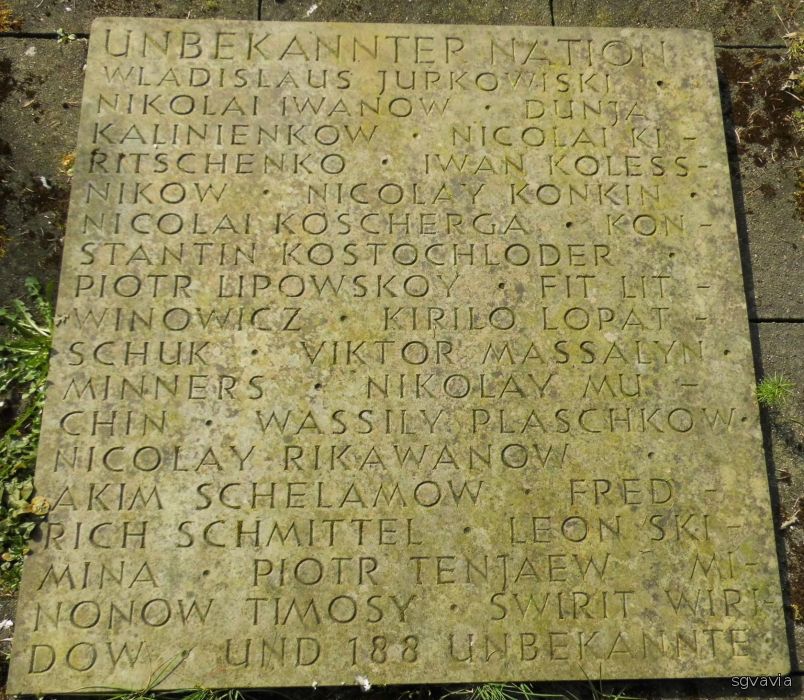 UNBEKANNTER NATION
WLADISLAUS JURKOWISKI ·
NIKOLAI IWANOW · DUNJA
KALINIENKOW · NICOLAI KI-
RITSCHENKO · IWAN KOLESS-
NIKOW · NICOLAY KONKIN ·
NICOLAI KOSCHERGA · KON-
STANTIN KOSTOCHLODER ·
PIOTR LIPOWSKOY · FIT LIT-
WINOWICZ · KIRILO LOPAT-
SCHUK · VIKTOR MASSALYN ·
MINNERS · NIKOLAY MU-
CHIN · WASSILY PLASCHKOW ·
NICOLAY RIKAWANOW ·
AKIM SCHELAMOW · FRED-
RICH SCHMITTEL · LEON SKI-
MINA · PIOTR TENJAEW · MI-
NONOW TIMOSY · SWIRIT WIRI-
DOW · UND 188 UNBEKANNTE
sgvavia